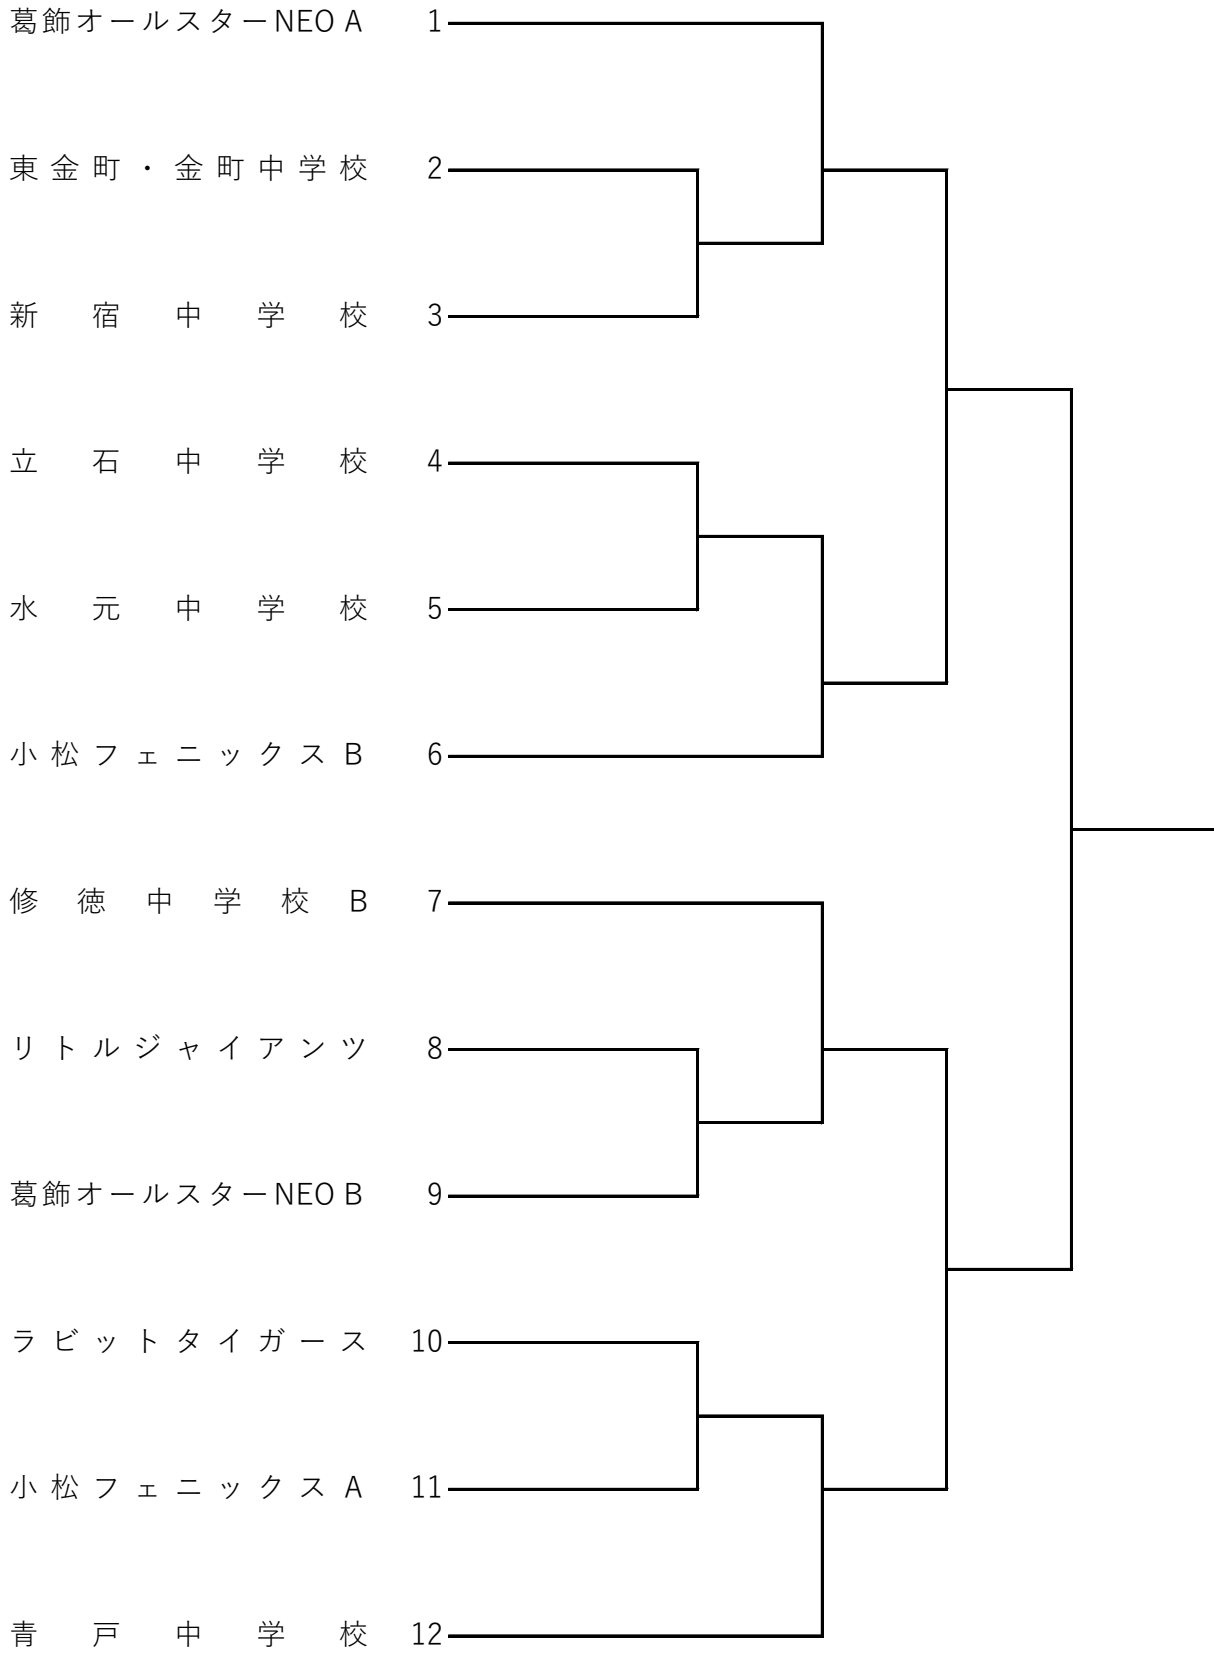 葛飾オールスターNEO A 1
東金町・金町中学校 2
新宿中学校 3
立石中学校 4
水元中学校 5
小松フェニックスB 6
修徳中学校B 7
リトルジャイアンツ 8
葛飾オールスターNEO B 9
ラビットタイガース 10
小松フェニックスA 11
青戸中学校 12